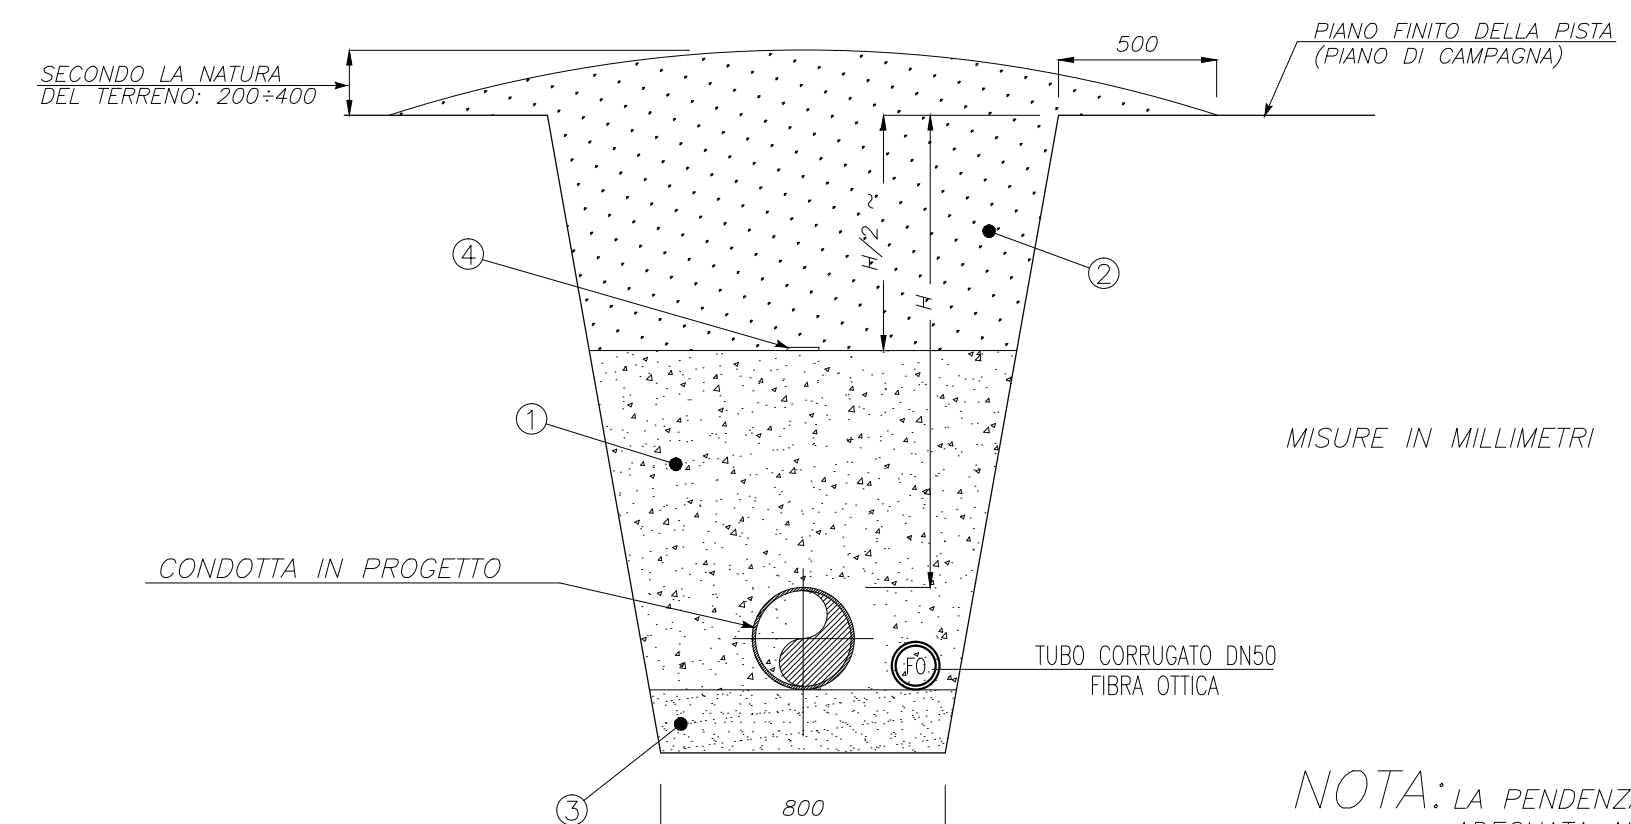 PIANO FINITO DELLA PISTA
(PIANO DI CAMPAGNA)
500
SECONDO LA NATURA
DEL TERRENO: 200÷400
H/2 ~
H
4
2
1
MISURE IN MILLIMETRI
CONDOTTA IN PROGETTO
FO
TUBO CORRUGATO DN50
FIBRA OTTICA
3
800
NOTA: LA PENDENZA